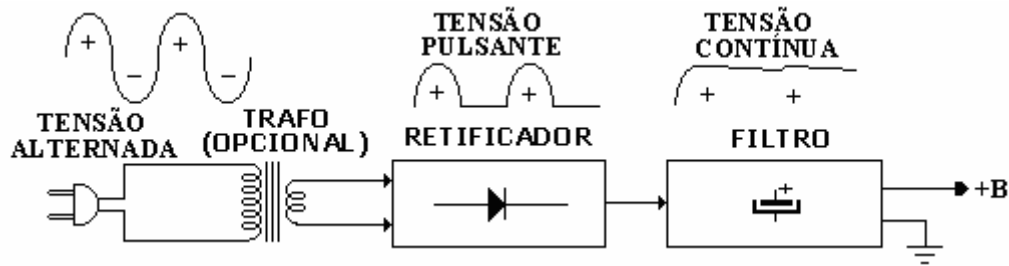 TENSÃO
PULSANTE
TENSÃO
CONTÍNUA
+
−
+
−
+
+
+
+
TENSÃO
ALTERNADA
TRAFO
(OPCIONAL)
RETIFICADOR
FILTRO
+
+B